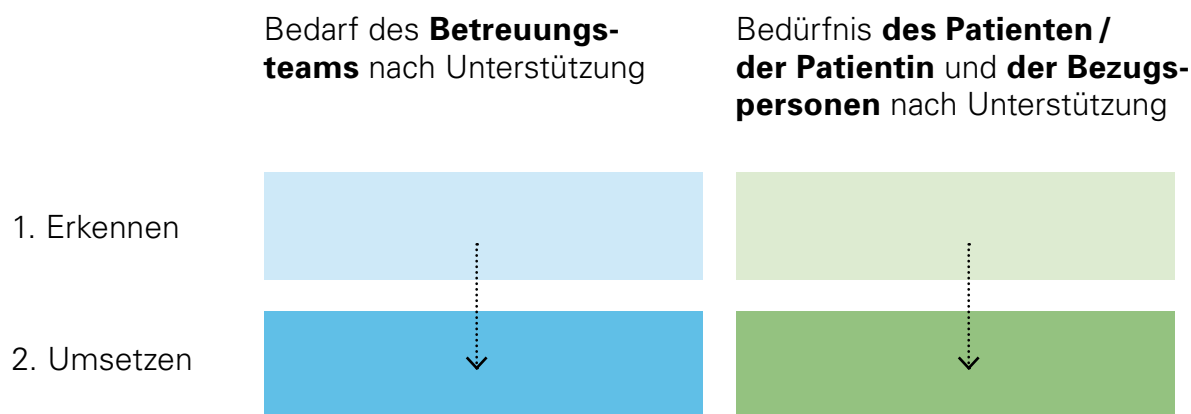 Bedarf des Betreuungs-
teams nach Unterstützung
Bedürfnis des Patienten /
der Patientin und der Bezugs-
personen nach Unterstützung
1. Erkennen
2. Umsetzen